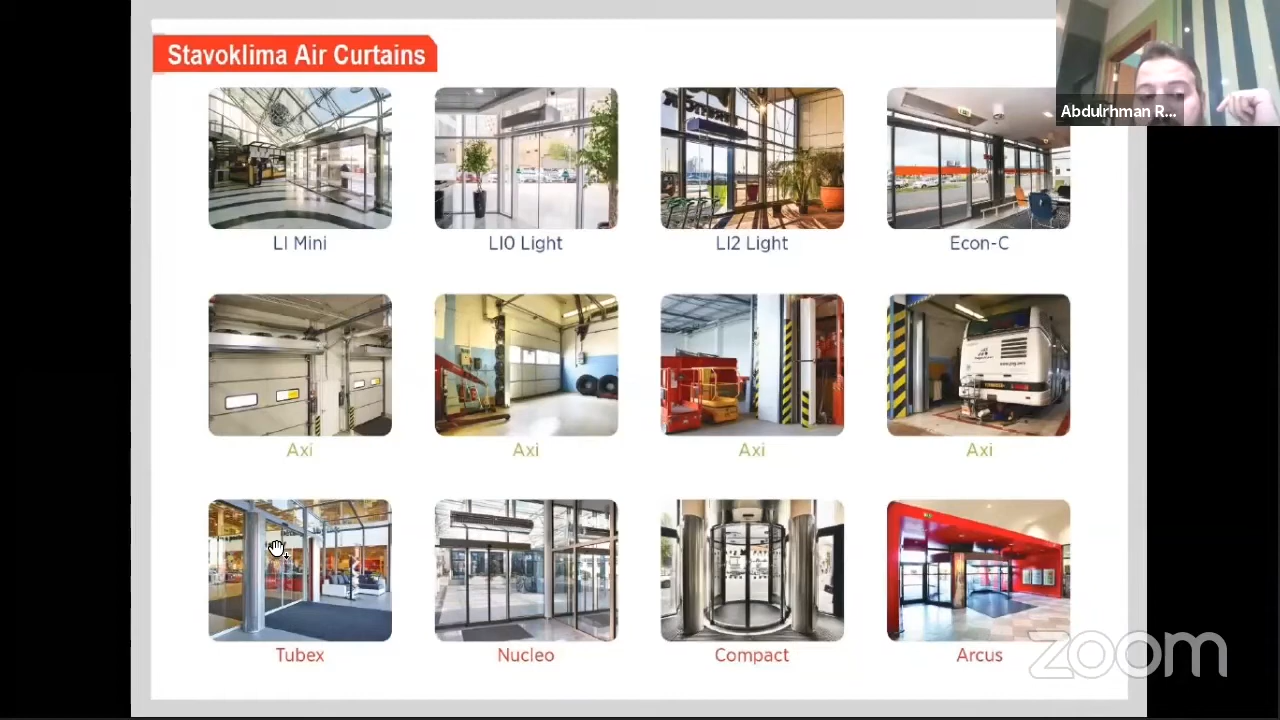 Stavoklima Air Curtains
Abdulrhman R...
LI Mini
LI0 Light
LI2 Light
Econ-C
Axi
Axi
Axi
Axi
Tubex
Nucleo
Compact
Arcus
zoom